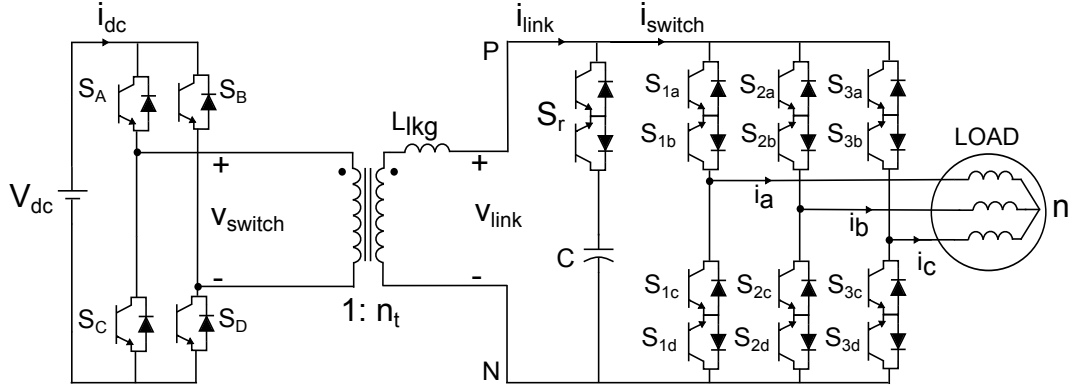 i_dc
i_link
i_switch
P
S_A
S_B
S_r
S_1a
S_2a
S_3a
S_1b
S_2b
S_3b
L_lkg
LOAD
+
+
V_dc
v_switch
v_link
i_a
i_b
i_c
n
C
-
-
S_C
S_D
1: n_t
S_1c
S_2c
S_3c
S_1d
S_2d
S_3d
N